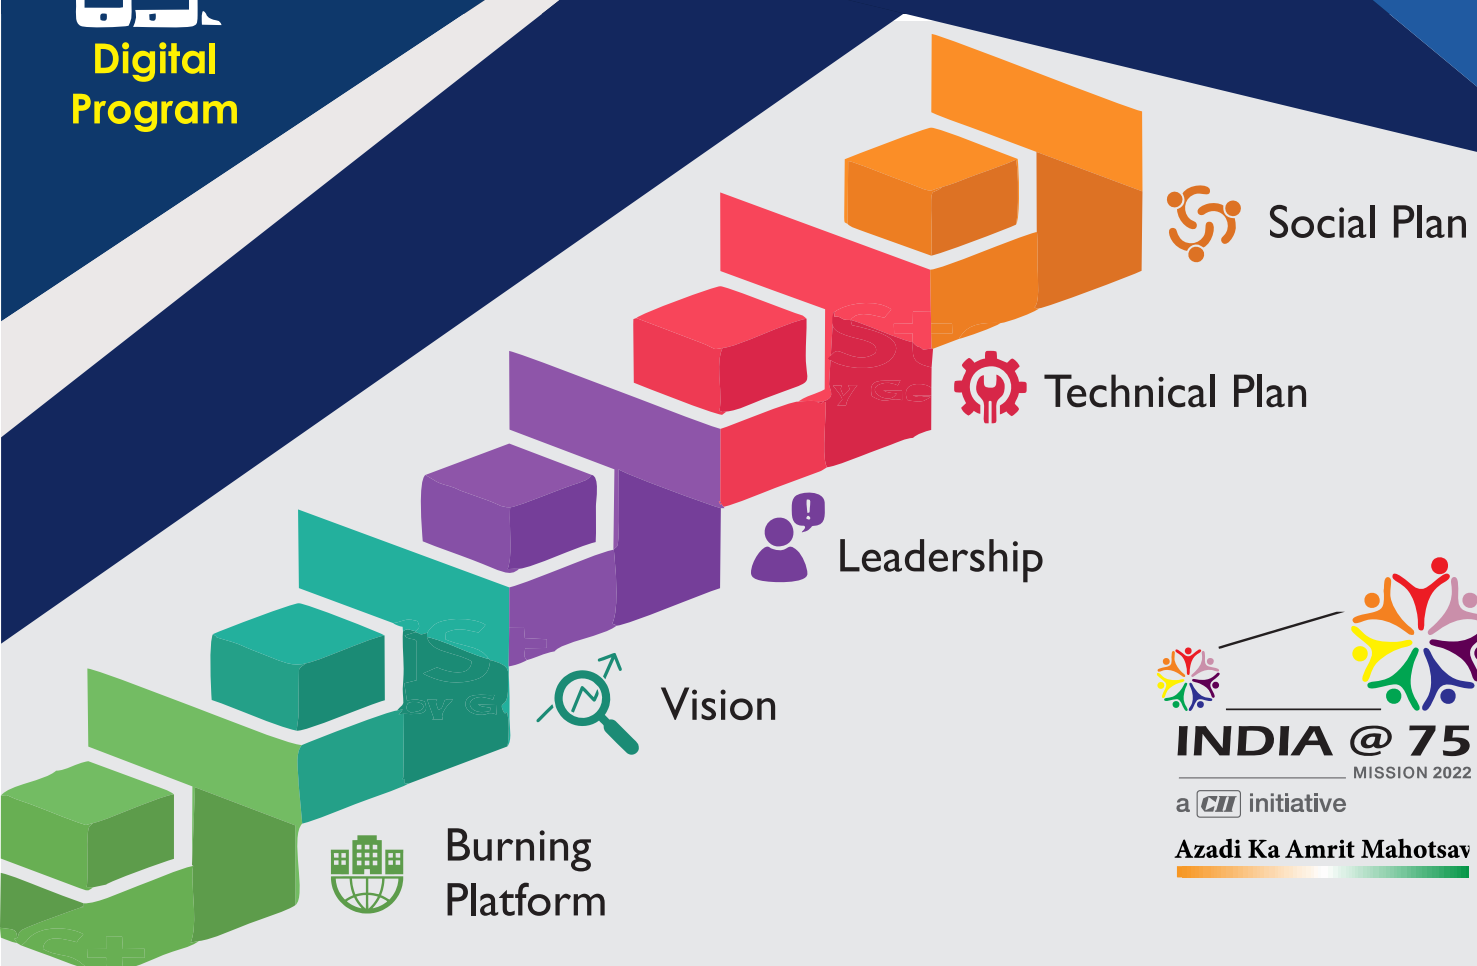 Digital
Program
Social Plan
Technical Plan
Leadership
Vision
INDIA @ 75
MISSION 2022
a CII initiative
Azadi Ka Amrit Mahotsav
Burning
Platform